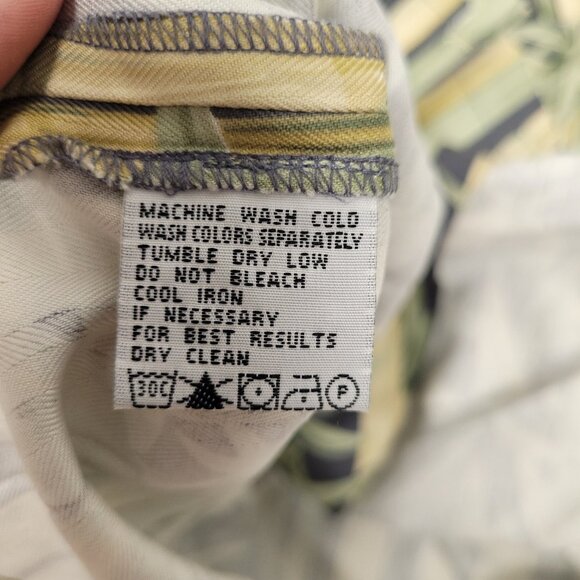 MACHINE WASH COLD
WASH COLORS SEPARATELY
TUMBLE DRY LOW
DO NOT BLEACH
COOL IRON
IF NECESSARY
FOR BEST RESULTS
DRY CLEAN
30C P